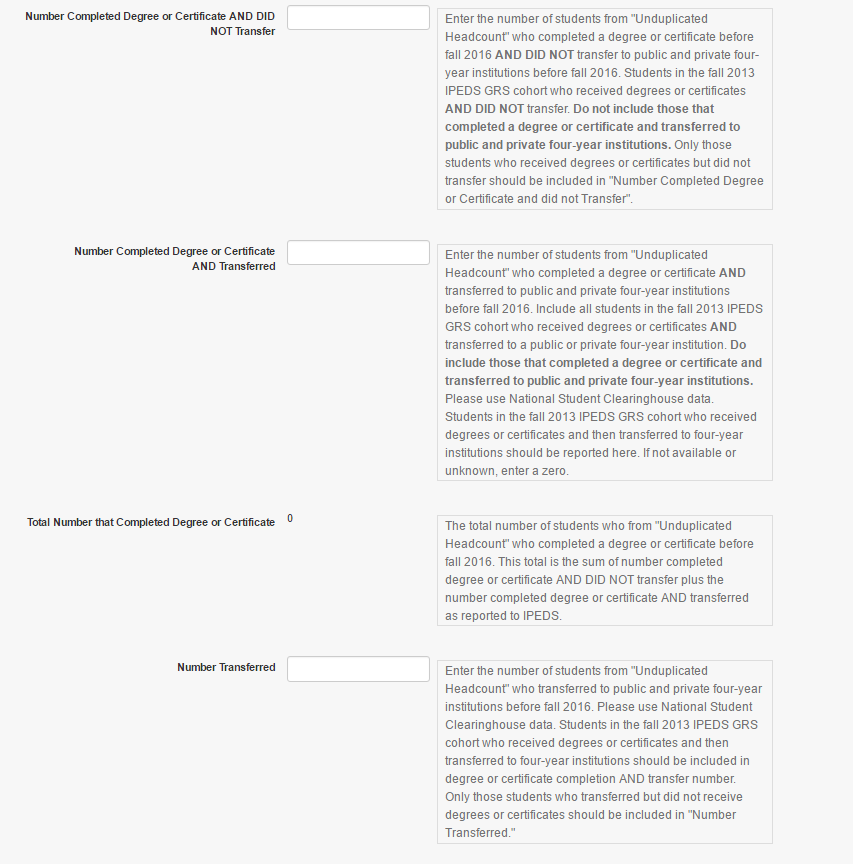 Number Completed Degree or Certificate AND DID
NOT Transfer
Enter the number of students from "Unduplicated
Headcount" who completed a degree or certificate before
fall 2016 AND DID NOT transfer to public and private four-
year institutions before fall 2016. Students in the fall 2013
IPEDS GRS cohort who received degrees or certificates
AND DID NOT transfer. Do not include those that
completed a degree or certificate and transferred to
public and private four-year institutions. Only those
students who received degrees or certificates but did not
transfer should be included in "Number Completed Degree
or Certificate and did not Transfer".
Number Completed Degree or Certificate
AND Transferred
Enter the number of students from "Unduplicated
Headcount" who completed a degree or certificate AND
transferred to public and private four-year institutions
before fall 2016. Include all students in the fall 2013 IPEDS
GRS cohort who received degrees or certificates AND
transferred to a public or private four-year institution. Do
include those that completed a degree or certificate and
transferred to public and private four-year institutions.
Please use National Student Clearinghouse data.
Students in the fall 2013 IPEDS GRS cohort who received
degrees or certificates and then transferred to four-year
institutions should be reported here. If not available or
unknown, enter a zero.
Total Number that Completed Degree or Certificate
0
The total number of students who from "Unduplicated
Headcount" who completed a degree or certificate before
fall 2016. This total is the sum of number completed
degree or certificate AND DID NOT transfer plus the
number completed degree or certificate AND transferred
as reported to IPEDS.
Number Transferred
Enter the number of students from "Unduplicated
Headcount" who transferred to public and private four-year
institutions before fall 2016. Please use National Student
Clearinghouse data. Students in the fall 2013 IPEDS GRS
cohort who received degrees or certificates and then
transferred to four-year institutions should be included in
degree or certificate completion AND transfer number.
Only those students who transferred but did not receive
degrees or certificates should be included in "Number
Transferred."